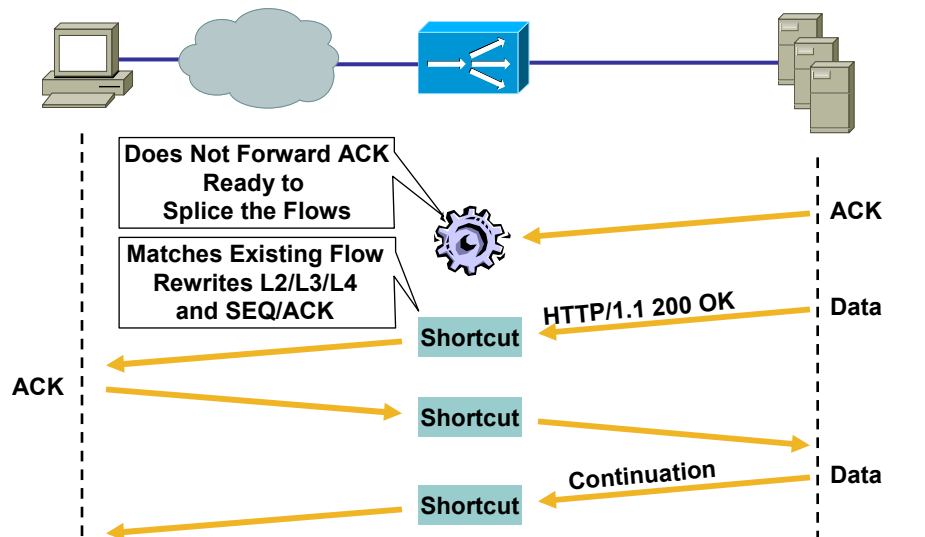 Does Not Forward ACK
Ready to
Splice the Flows
ACK
Matches Existing Flow
Rewrites L2/L3/L4
and SEQ/ACK
HTTP/1.1 200 OK
Data
Shortcut
ACK
Shortcut
Continuation
Data
Shortcut